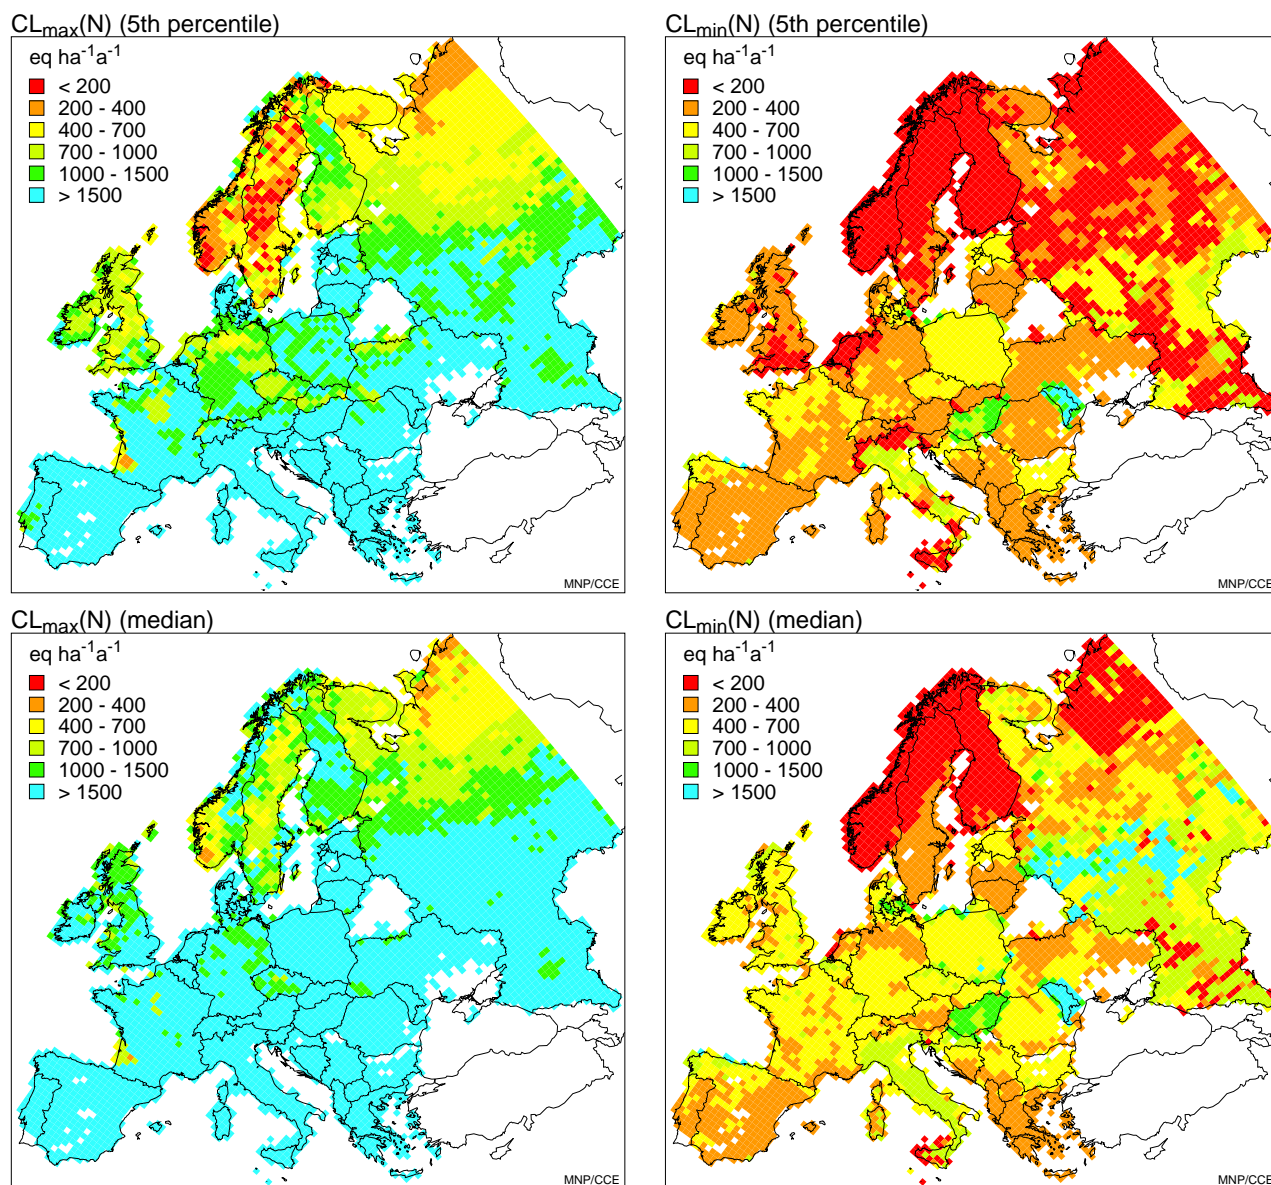 CLmax(N) (5th percentile)
eq ha-1a-1
< 200
200 - 400
400 - 700
700 - 1000
1000 - 1500
> 1500
MNP/CCE
CLmin(N) (5th percentile)
eq ha-1a-1
< 200
200 - 400
400 - 700
700 - 1000
1000 - 1500
> 1500
MNP/CCE
CLmax(N) (median)
eq ha-1a-1
< 200
200 - 400
400 - 700
700 - 1000
1000 - 1500
> 1500
MNP/CCE
CLmin(N) (median)
eq ha-1a-1
< 200
200 - 400
400 - 700
700 - 1000
1000 - 1500
> 1500
MNP/CCE